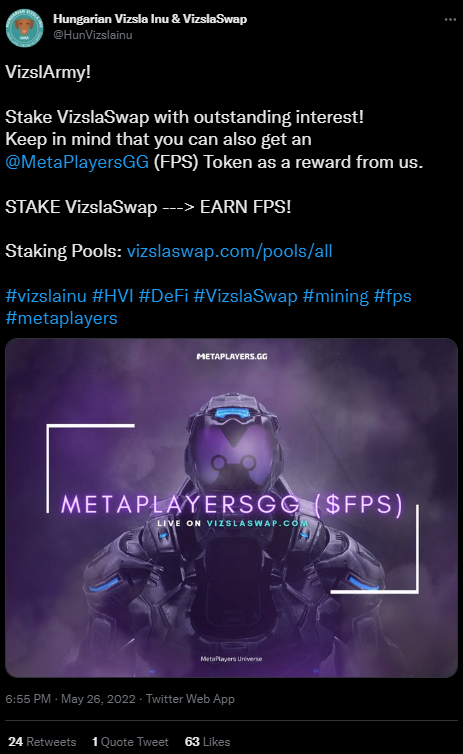 Hungarian Vizsla Inu & VizslaSwap
@HunVizslainu
VizslArmy!
Stake VizslaSwap with outstanding interest!
Keep in mind that you can also get an
@MetaPlayersGG (FPS) Token as a reward from us.
STAKE VizslaSwap ---> EARN FPS!
Staking Pools: vizslaswap.com/pools/all
#vizslainu #HVI #DeFi #VizslaSwap #mining #fps
#metaplayers
METAPLAYERS.GG
METAPLAYERSGG ($FPS)
LIVE ON VIZSLASWAP.COM
MetaPlayers Universe
6:55 PM · May 26, 2022 · Twitter Web App
24 Retweets 1 Quote Tweet 63 Likes